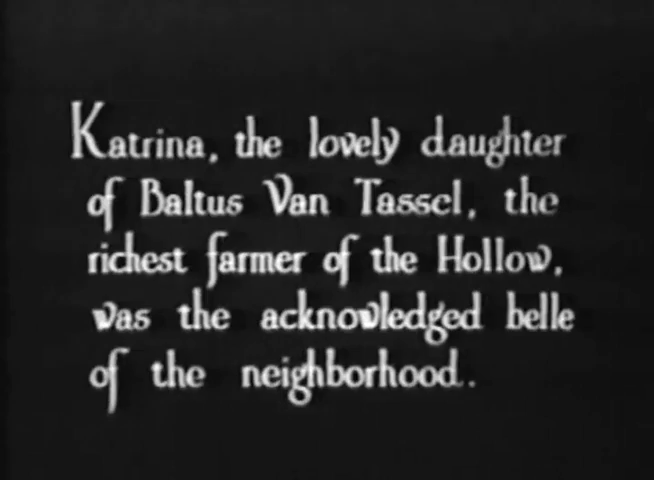 Katrina, the lovely daughter
of Baltus Van Tassel, the
richest farmer of the Hollow,
was the acknowledged belle
of the neighborhood.